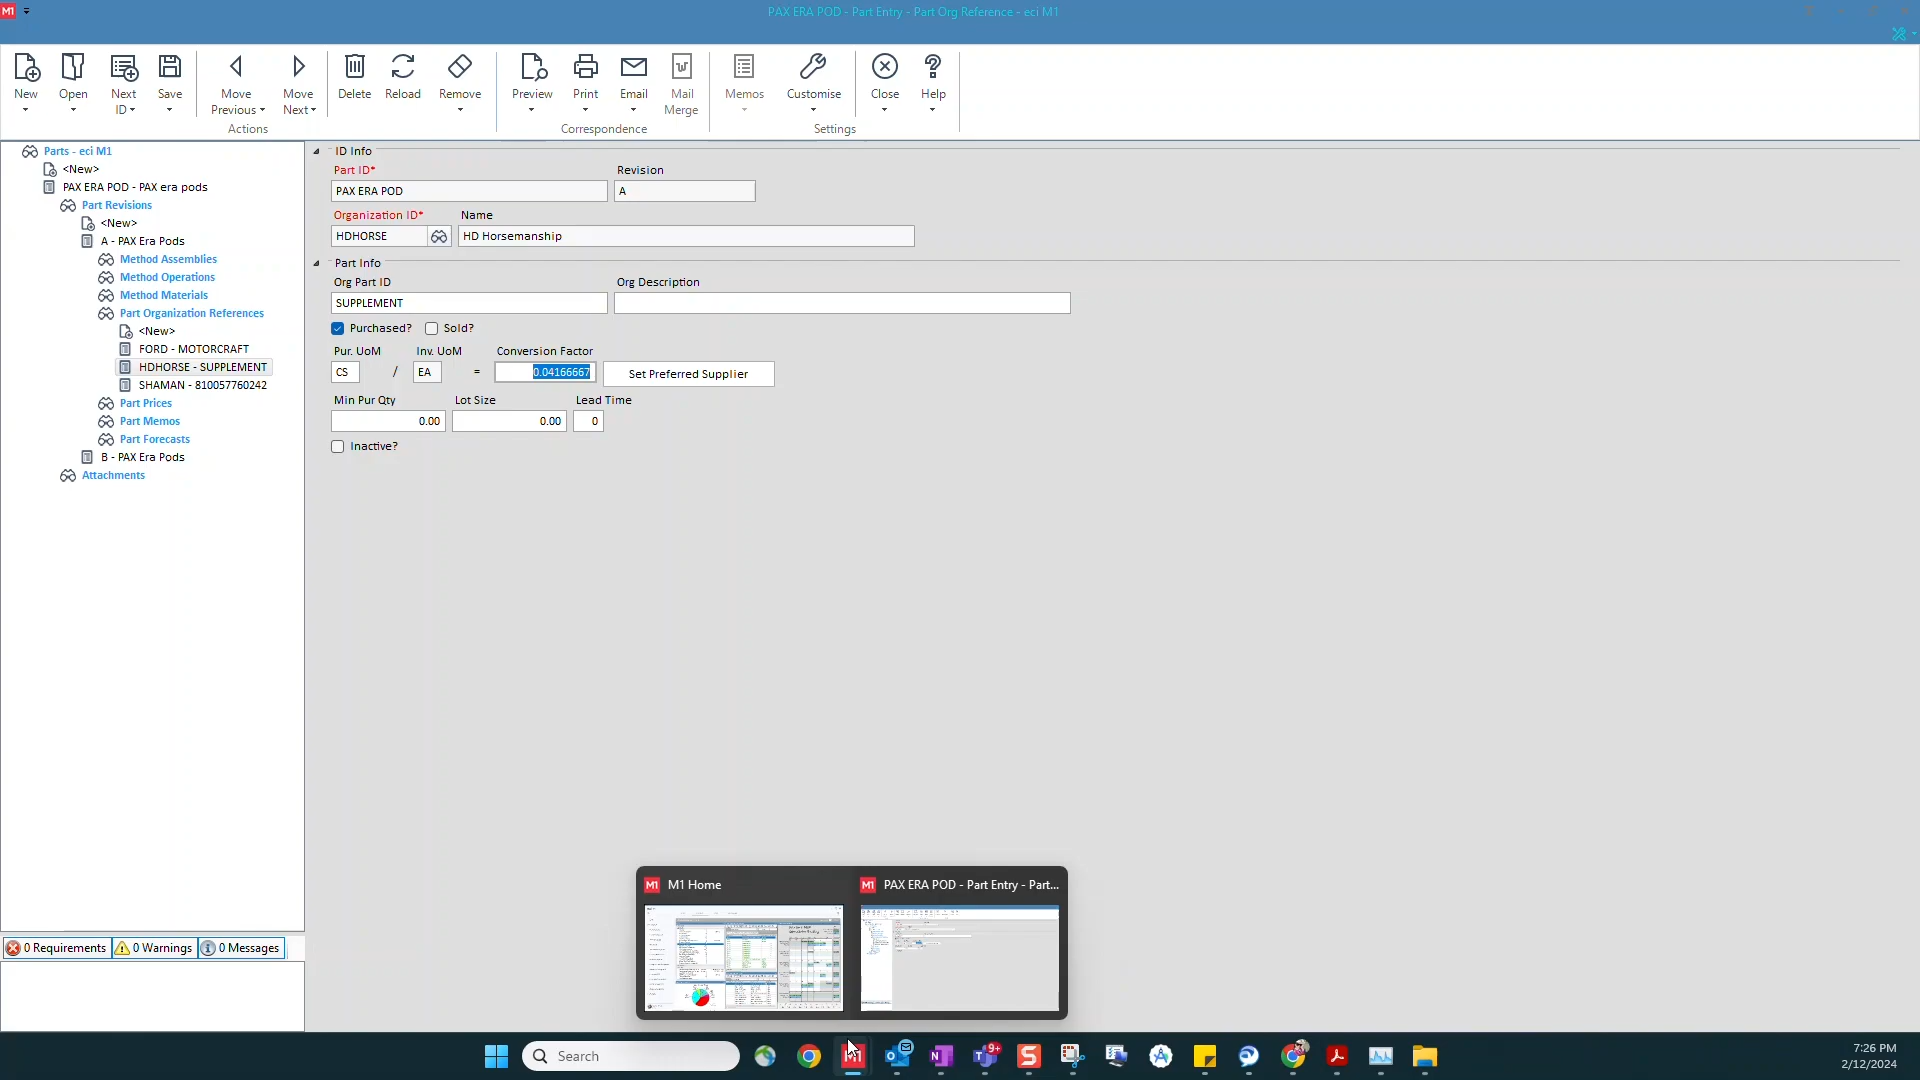 M1
PAX ERA POD - Part Entry - Part Org Reference - eci M1
New
Open
Next ID
Save
Move Previous
Move Next
Delete
Reload
Remove
Preview
Print
Email
Mail Merge
Memos
Customise
Close
Help
Actions
Correspondence
Settings
Parts - eci M1
<New>
PAX ERA POD - PAX era pods
Part Revisions
<New>
A - PAX Era Pods
Method Assemblies
Method Operations
Method Materials
Part Organization References
<New>
FORD - MOTORCRAFT
HDHORSE - SUPPLEMENT
SHAMAN - 810057760242
Part Prices
Part Memos
Part Forecasts
B - PAX Era Pods
Attachments
ID Info
Part ID* Revision
PAX ERA POD A
Organization ID* Name
HDHORSE HD Horsemanship
Part Info
Org Part ID Org Description
SUPPLEMENT
Purchased? Sold?
Pur. UoM Inv. UoM Conversion Factor
CS / EA = 0.04166667 Set Preferred Supplier
Min Pur Qty Lot Size Lead Time
0.00 0.00 0
Inactive?
0 Requirements 0 Warnings 0 Messages
M1 M1 Home
M1 PAX ERA POD - Part Entry - Part...
Search
9+
7:26 PM
2/12/2024